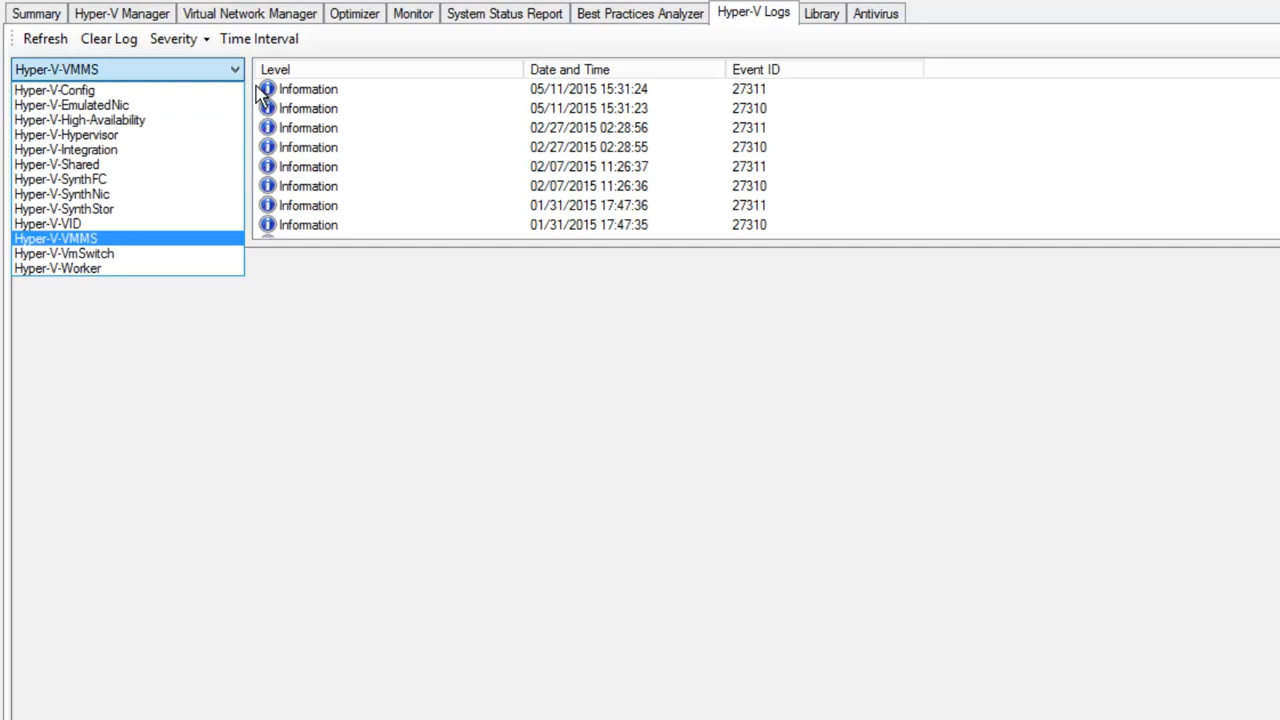 Summary Hyper-V Manager Virtual Network Manager Optimizer Monitor System Status Report Best Practices Analyzer Hyper-V Logs Library Antivirus
Refresh Clear Log Severity Time Interval
Hyper-V-VMMS
Hyper-V-Config
Hyper-V-EmulatedNic
Hyper-V-High-Availability
Hyper-V-Hypervisor
Hyper-V-Integration
Hyper-V-Shared
Hyper-V-SynthFC
Hyper-V-SynthNic
Hyper-V-SynthStor
Hyper-V-VID
Hyper-V-VMMS
Hyper-V-VmSwitch
Hyper-V-Worker
Level Date and Time Event ID
Information 05/11/2015 15:31:24 27311
Information 05/11/2015 15:31:23 27310
Information 02/27/2015 02:28:56 27311
Information 02/27/2015 02:28:55 27310
Information 02/07/2015 11:26:37 27311
Information 02/07/2015 11:26:36 27310
Information 01/31/2015 17:47:36 27311
Information 01/31/2015 17:47:35 27310